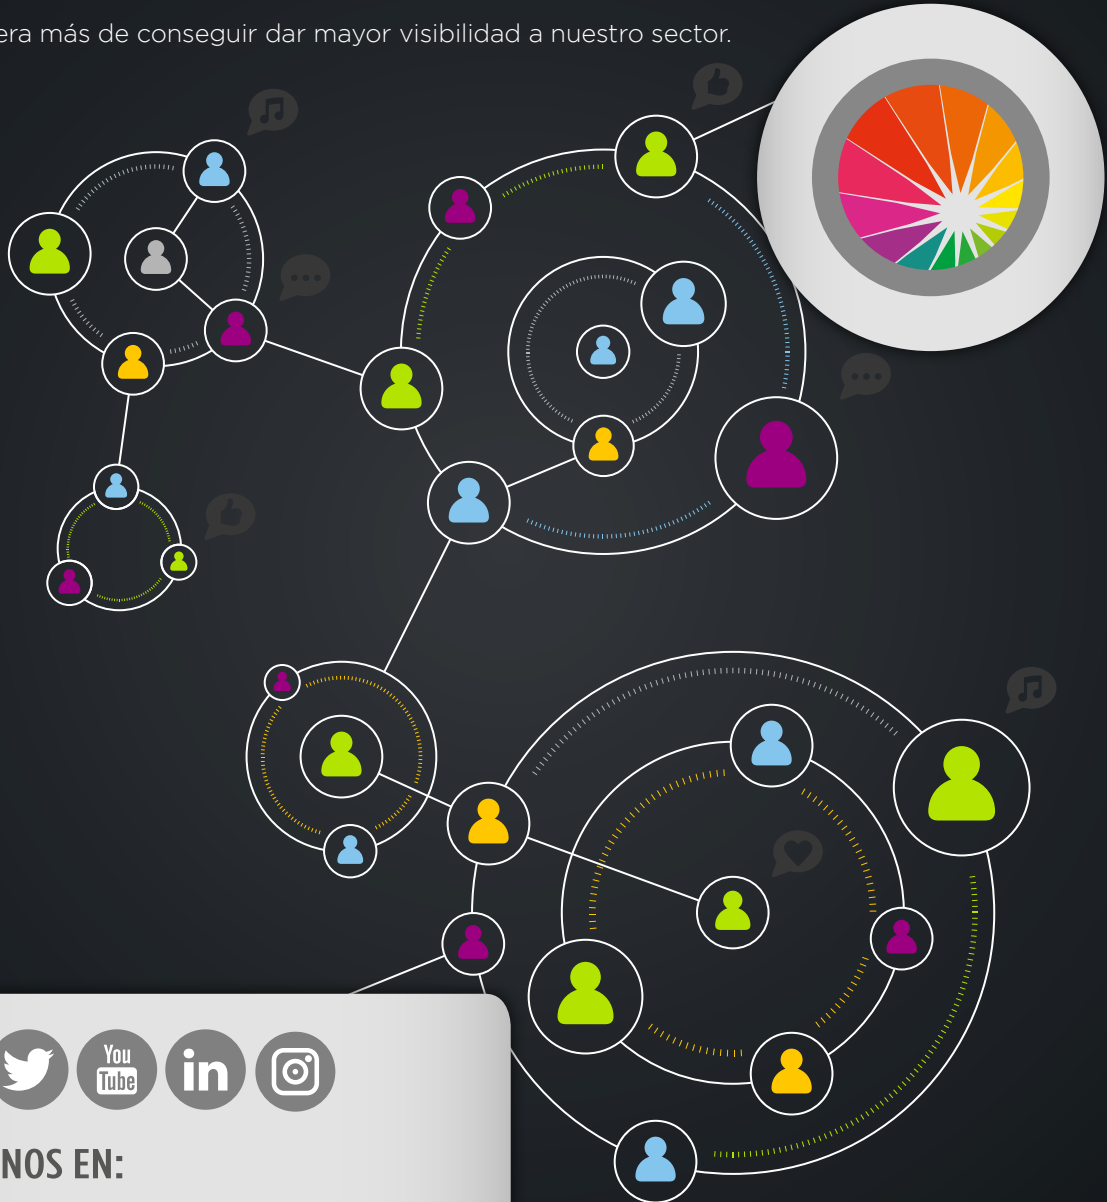 era más de conseguir dar mayor visibilidad a nuestro sector.
You
Tube
in
NOS EN: